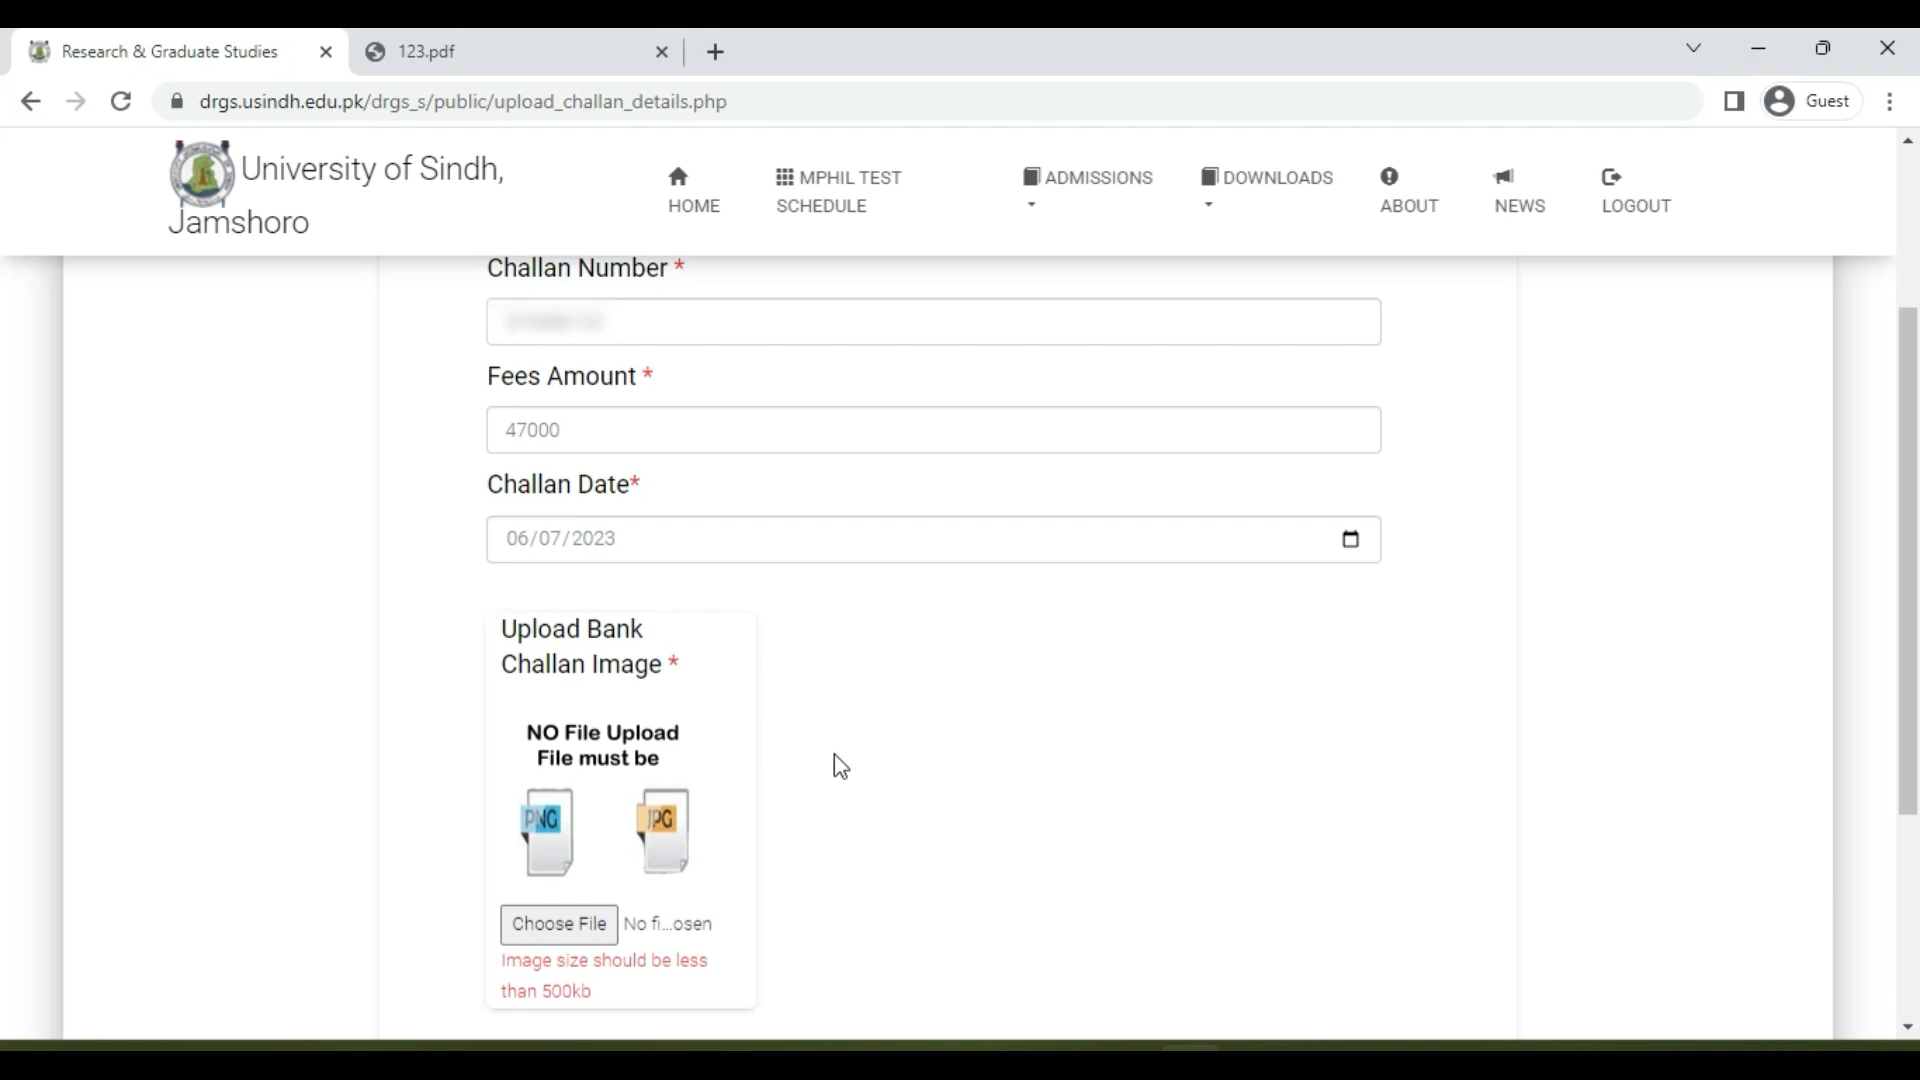 Research & Graduate Studies
123.pdf
drgs.usindh.edu.pk/drgs_s/public/upload_challan_details.php
Guest
University of Sindh,
Jamshoro
HOME
MPHIL TEST
SCHEDULE
ADMISSIONS
DOWNLOADS
ABOUT
NEWS
LOGOUT
Challan Number *
Fees Amount *
47000
Challan Date*
06/07/2023
Upload Bank
Challan Image *
NO File Upload
File must be
PNG JPG
Choose File No fi...osen
Image size should be less
than 500kb